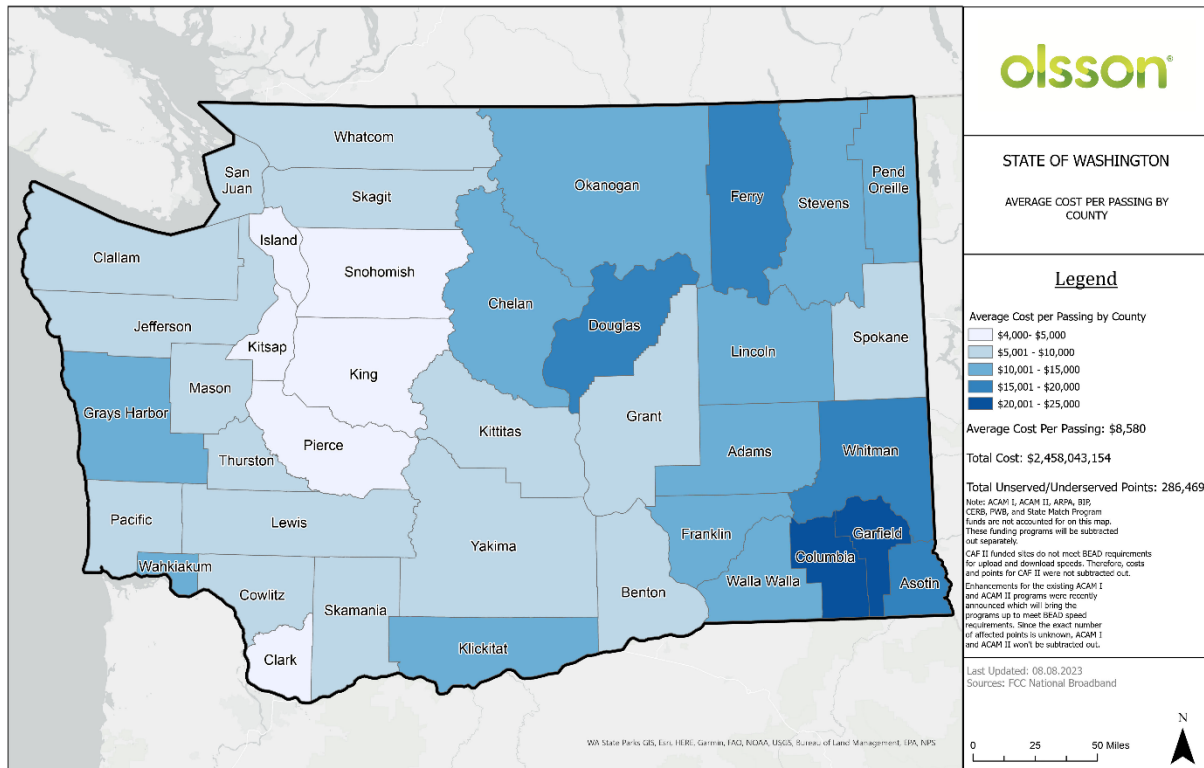 Whatcom
San
Juan
Skagit
Okanogan
Ferry
Stevens
Pend
Oreille
Island
Clallam
Snohomish
Chelan
Jefferson
Kitsap
Douglas
Lincoln
Spokane
King
Mason
Grays Harbor
Grant
Kittitas
Pierce
Thurston
Adams
Whitman
Pacific
Lewis
Yakima
Franklin
Garfield
Columbia
Wahkiakum
Walla Walla
Asotin
Cowlitz
Skamania
Benton
Klickitat
Clark
WA State Parks GIS, Esri, HERE, Garmin, FAO, NOAA, USGS, Bureau of Land Management, EPA, NPS
olsson®
STATE OF WASHINGTON
AVERAGE COST PER PASSING BY
COUNTY
Legend
Average Cost per Passing by County
$4,000- $5,000
$5,001 - $10,000
$10,001 - $15,000
$15,001 - $20,000
$20,001 - $25,000
Average Cost Per Passing: $8,580
Total Cost: $2,458,043,154
Total Unserved/Underserved Points: 286,469
Note: ACAM I, ACAM II, ARPA, BIP,
CERB, PWB, and State Match Program
funds are not accounted for on this map.
These funding programs will be subtracted
out separately.
CAF II funded sites do not meet BEAD requirements
for upload and download speeds. Therefore, costs
and points for CAF II were not subtracted out.
Enhancements for the existing ACAM I
and ACAM II programs were recently
announced which will bring the
programs up to meet BEAD speed
requirements. Since the exact number
of affected points is unknown, ACAM I
and ACAM II won't be subtracted out.
Last Updated: 08.08.2023
Sources: FCC National Broadband
N
0 25 50 Miles